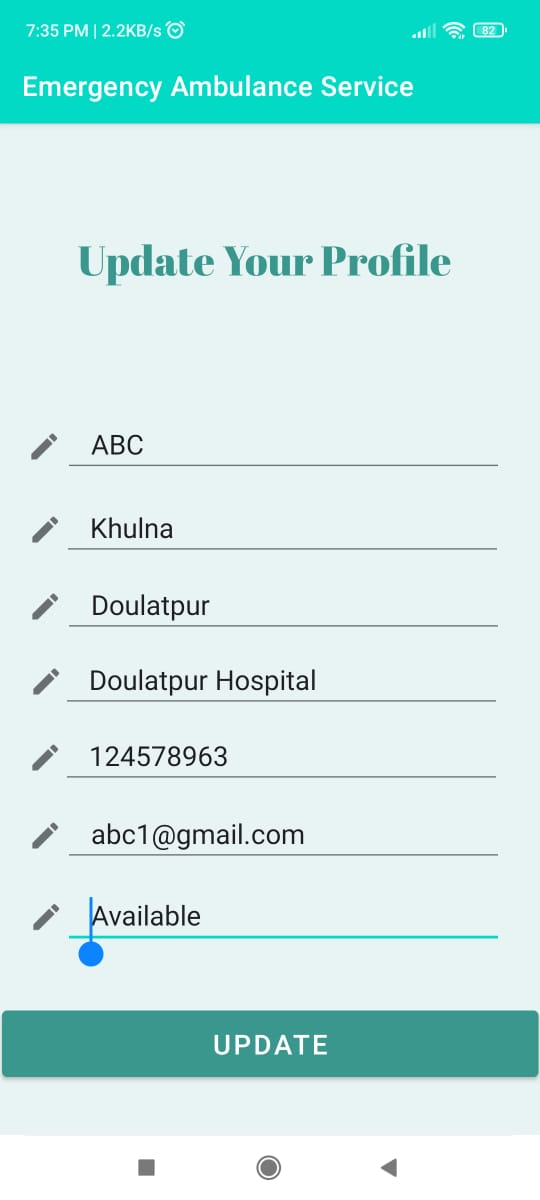 7:35 PM | 2.2KB/s
82
Emergency Ambulance Service
Update Your Profile
ABC
Khulna
Doulatpur
Doulatpur Hospital
124578963
abc1@gmail.com
Available
UPDATE